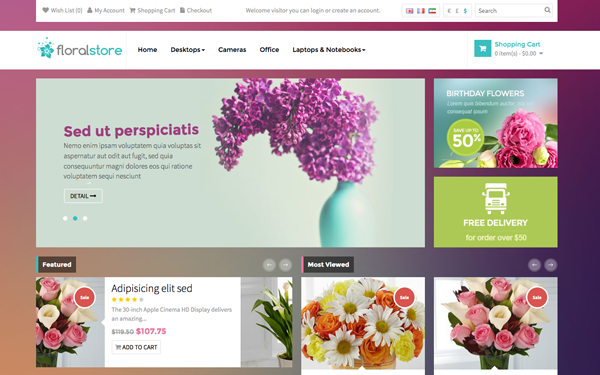 Wish List (0) My Account Shopping Cart Checkout
Welcome visitor you can login or create an account.
€ £ $
Search
floralstore
Home Desktops Cameras Office Laptops & Notebooks
Shopping Cart
0 item(s) - $0.00
Sed ut perspiciatis
Nemo enim ipsam voluptatem quia voluptas sit
aspernatur aut odit aut fugit, sed quia
consequuntur magni dolores eos qui ratione
voluptatem sequi nesciunt
DETAIL
BIRTHDAY FLOWERS
Lorem ipsum, bibendum auctor, nisi elit
consequat ipsum
SAVE UP TO
50%
FREE DELIVERY
for order over $50
Featured
Sale
Adipisicing elit sed
The 30-inch Apple Cinema HD Display delivers
an amazing...
$119.50 $107.75
ADD TO CART
Most Viewed
Sale
Sale